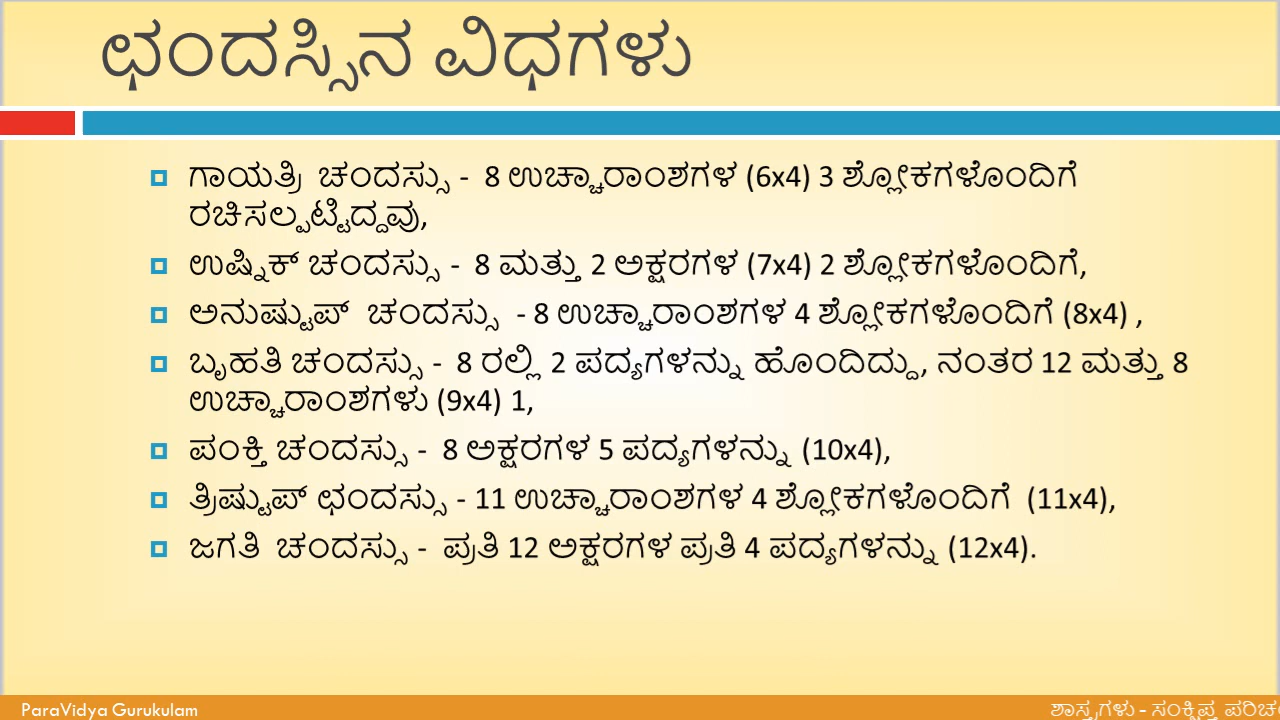 ಛಂದಸ್ಸಿನ ವಿಧಗಳು
ಗಾಯತ್ರಿ ಚಂದಸ್ಸು - 8 ಉಚ್ಚಾರಾಂಶಗಳ (6x4) 3 ಶ್ಲೋಕಗಳೊಂದಿಗೆ
ರಚಿಸಲ್ಪಟ್ಟಿದ್ದವು,
ಉಷ್ನಿಕ್ ಚಂದಸ್ಸು - 8 ಮತ್ತು 2 ಅಕ್ಷರಗಳ (7x4) 2 ಶ್ಲೋಕಗಳೊಂದಿಗೆ,
ಅನುಷ್ಟುಪ್ ಚಂದಸ್ಸು - 8 ಉಚ್ಚಾರಾಂಶಗಳ 4 ಶ್ಲೋಕಗಳೊಂದಿಗೆ (8x4) ,
ಬೃಹತಿ ಚಂದಸ್ಸು - 8 ರಲ್ಲಿ 2 ಪದ್ಯಗಳನ್ನು ಹೊಂದಿದ್ದು, ನಂತರ 12 ಮತ್ತು 8
ಉಚ್ಚಾರಾಂಶಗಳು (9x4) 1,
ಪಂಕ್ತಿ ಚಂದಸ್ಸು - 8 ಅಕ್ಷರಗಳ 5 ಪದ್ಯಗಳನ್ನು (10x4),
ತ್ರಿಷ್ಟುಪ್ ಛಂದಸ್ಸು - 11 ಉಚ್ಚಾರಾಂಶಗಳ 4 ಶ್ಲೋಕಗಳೊಂದಿಗೆ (11x4),
ಜಗತಿ ಚಂದಸ್ಸು - ಪ್ರತಿ 12 ಅಕ್ಷರಗಳ ಪ್ರತಿ 4 ಪದ್ಯಗಳನ್ನು (12x4).
ParaVidya Gurukulam
ಶಾಸ್ತ್ರಗಳು - ಸಂಕ್ಷಿಪ್ತ